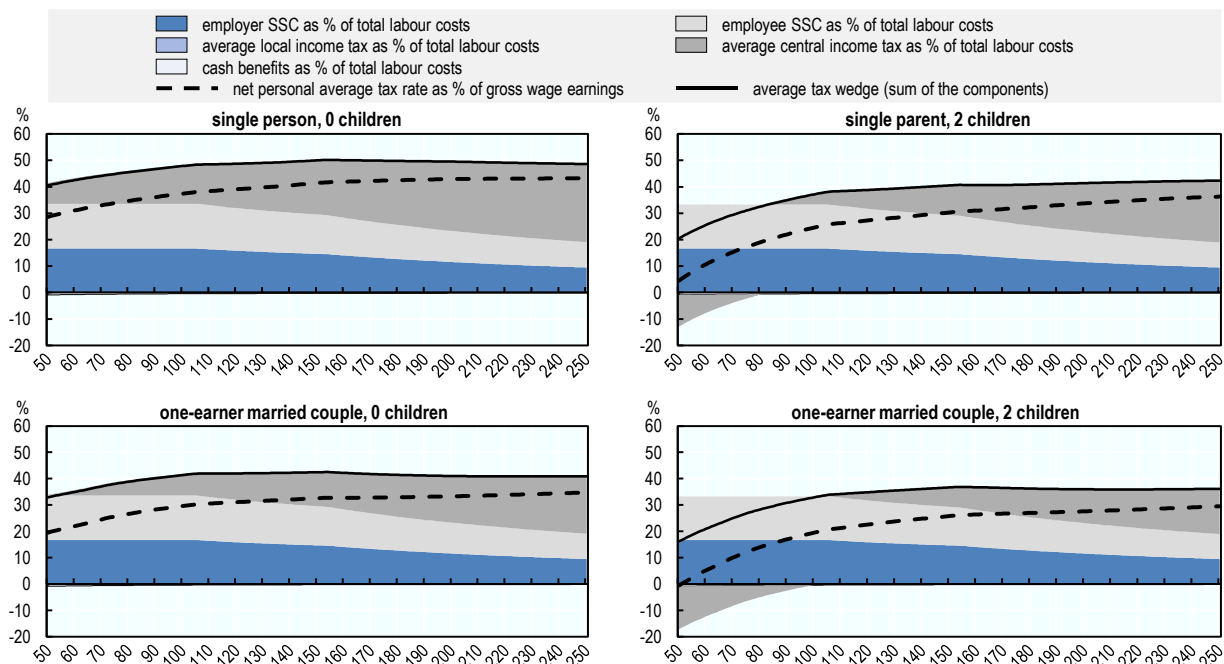 employer SSC as % of total labour costs
employee SSC as % of total labour costs
average local income tax as % of total labour costs
average central income tax as % of total labour costs
cash benefits as % of total labour costs
net personal average tax rate as % of gross wage earnings
average tax wedge (sum of the components)
%
single person, 0 children
60
50
40
30
20
10
0
-10
-20
50 60 70 80 90 100 110 120 130 140 150 160 170 180 190 200 210 220 230 240 250
%
single parent, 2 children
60
50
40
30
20
10
0
-10
-20
50 60 70 80 90 100 110 120 130 140 150 160 170 180 190 200 210 220 230 240 250
%
one-earner married couple, 0 children
60
50
40
30
20
10
0
-10
-20
50 60 70 80 90 100 110 120 130 140 150 160 170 180 190 200 210 220 230 240 250
%
one-earner married couple, 2 children
60
50
40
30
20
10
0
-10
-20
50 60 70 80 90 100 110 120 130 140 150 160 170 180 190 200 210 220 230 240 250